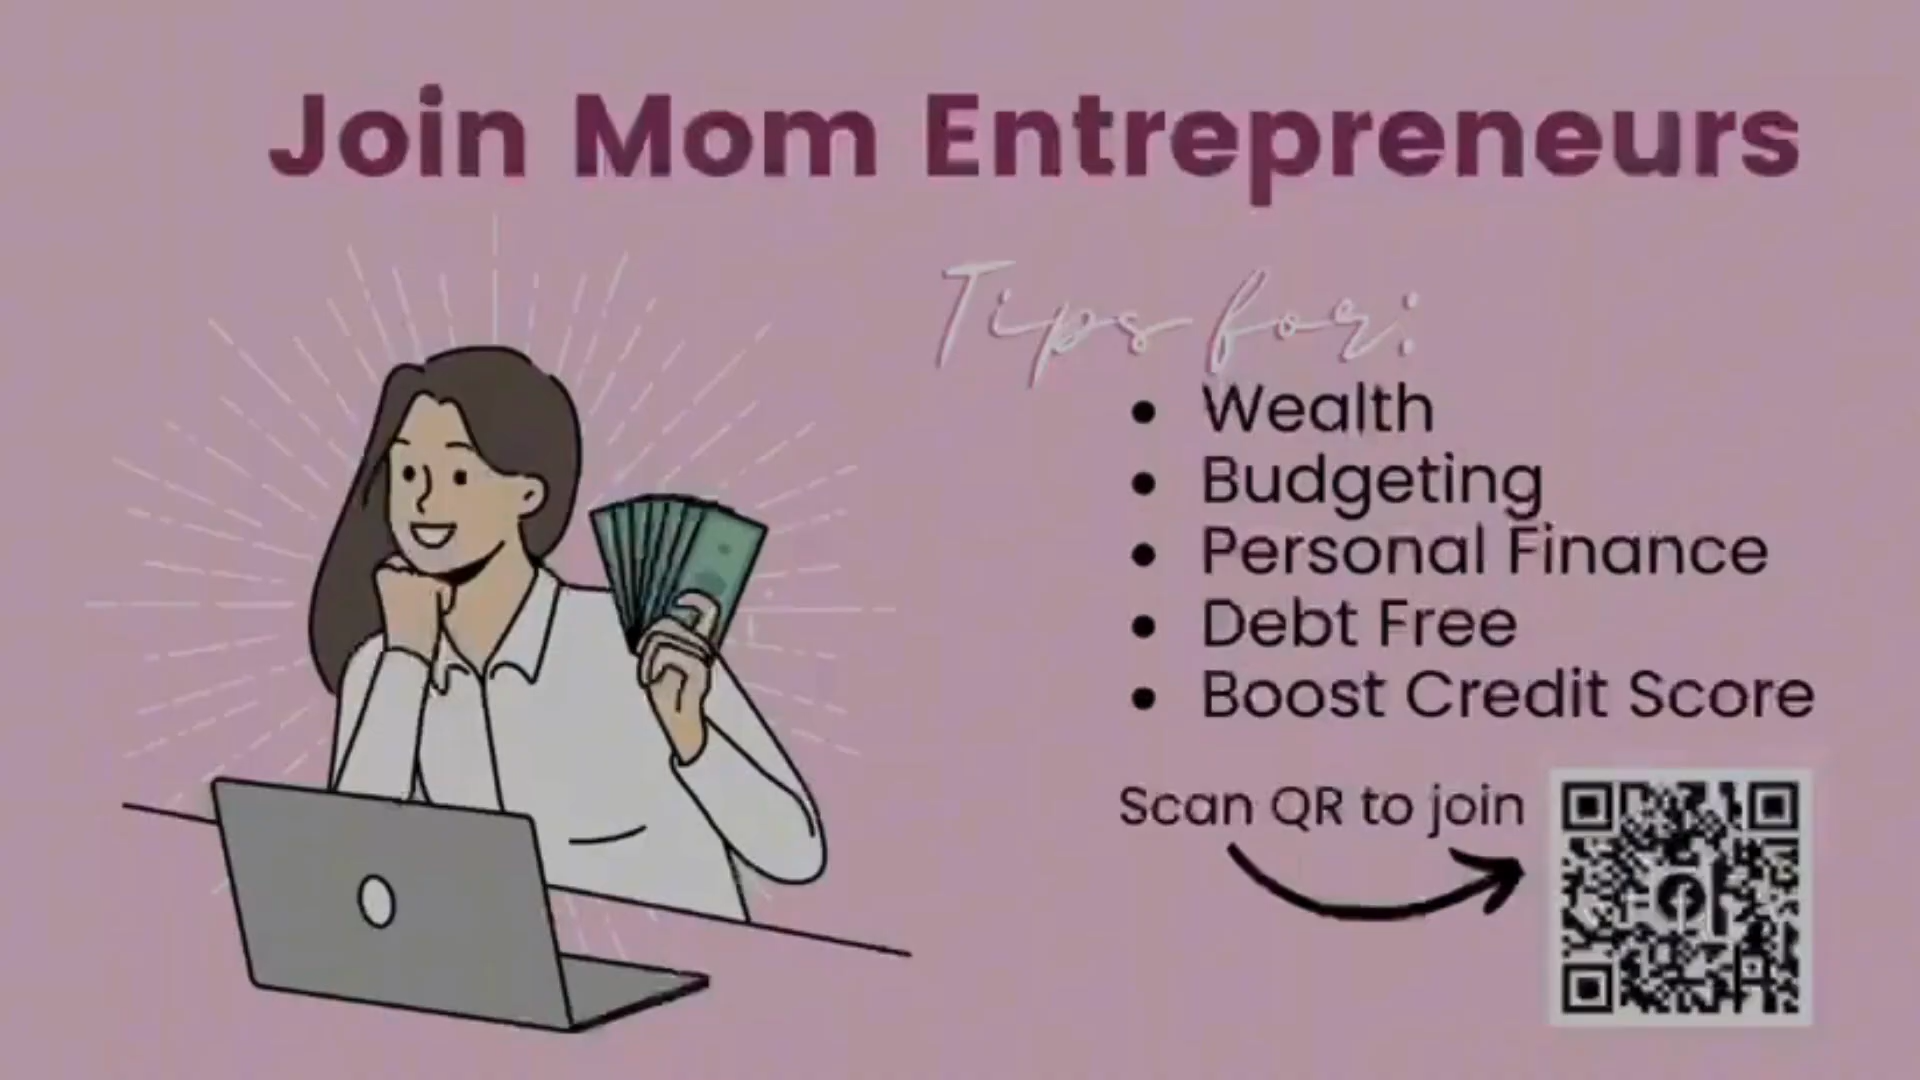 Join Mom Entrepreneurs
Tips for:
• Wealth
• Budgeting
• Personal Finance
• Debt Free
• Boost Credit Score
Scan QR to join